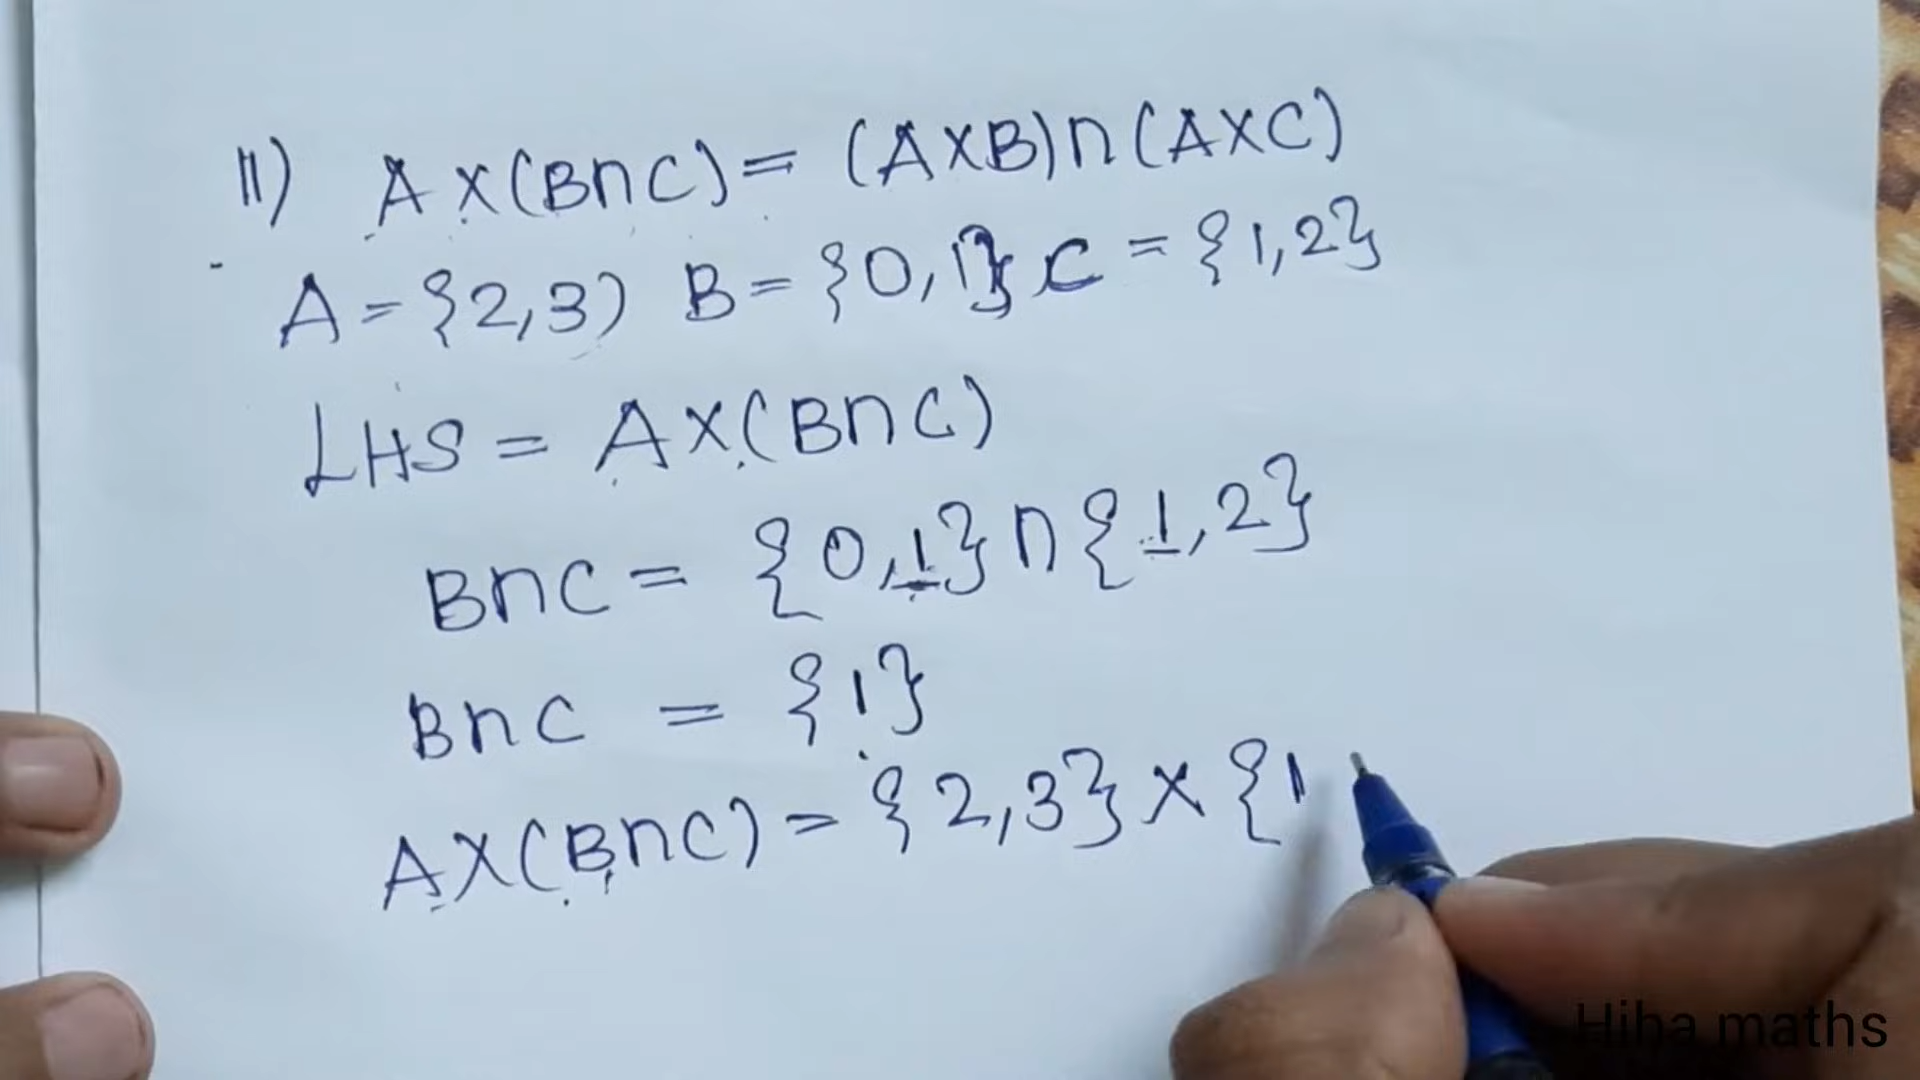 II) A×(B∩C) = (A×B)∩(A×C)
A = {2,3) B = {0,1} C = {1,2}
LHS = A×(B∩C)
B∩C = {0,1} ∩ {1,2}
B∩C = {1}
A×(B∩C) = {2,3} × {1
Hiba maths